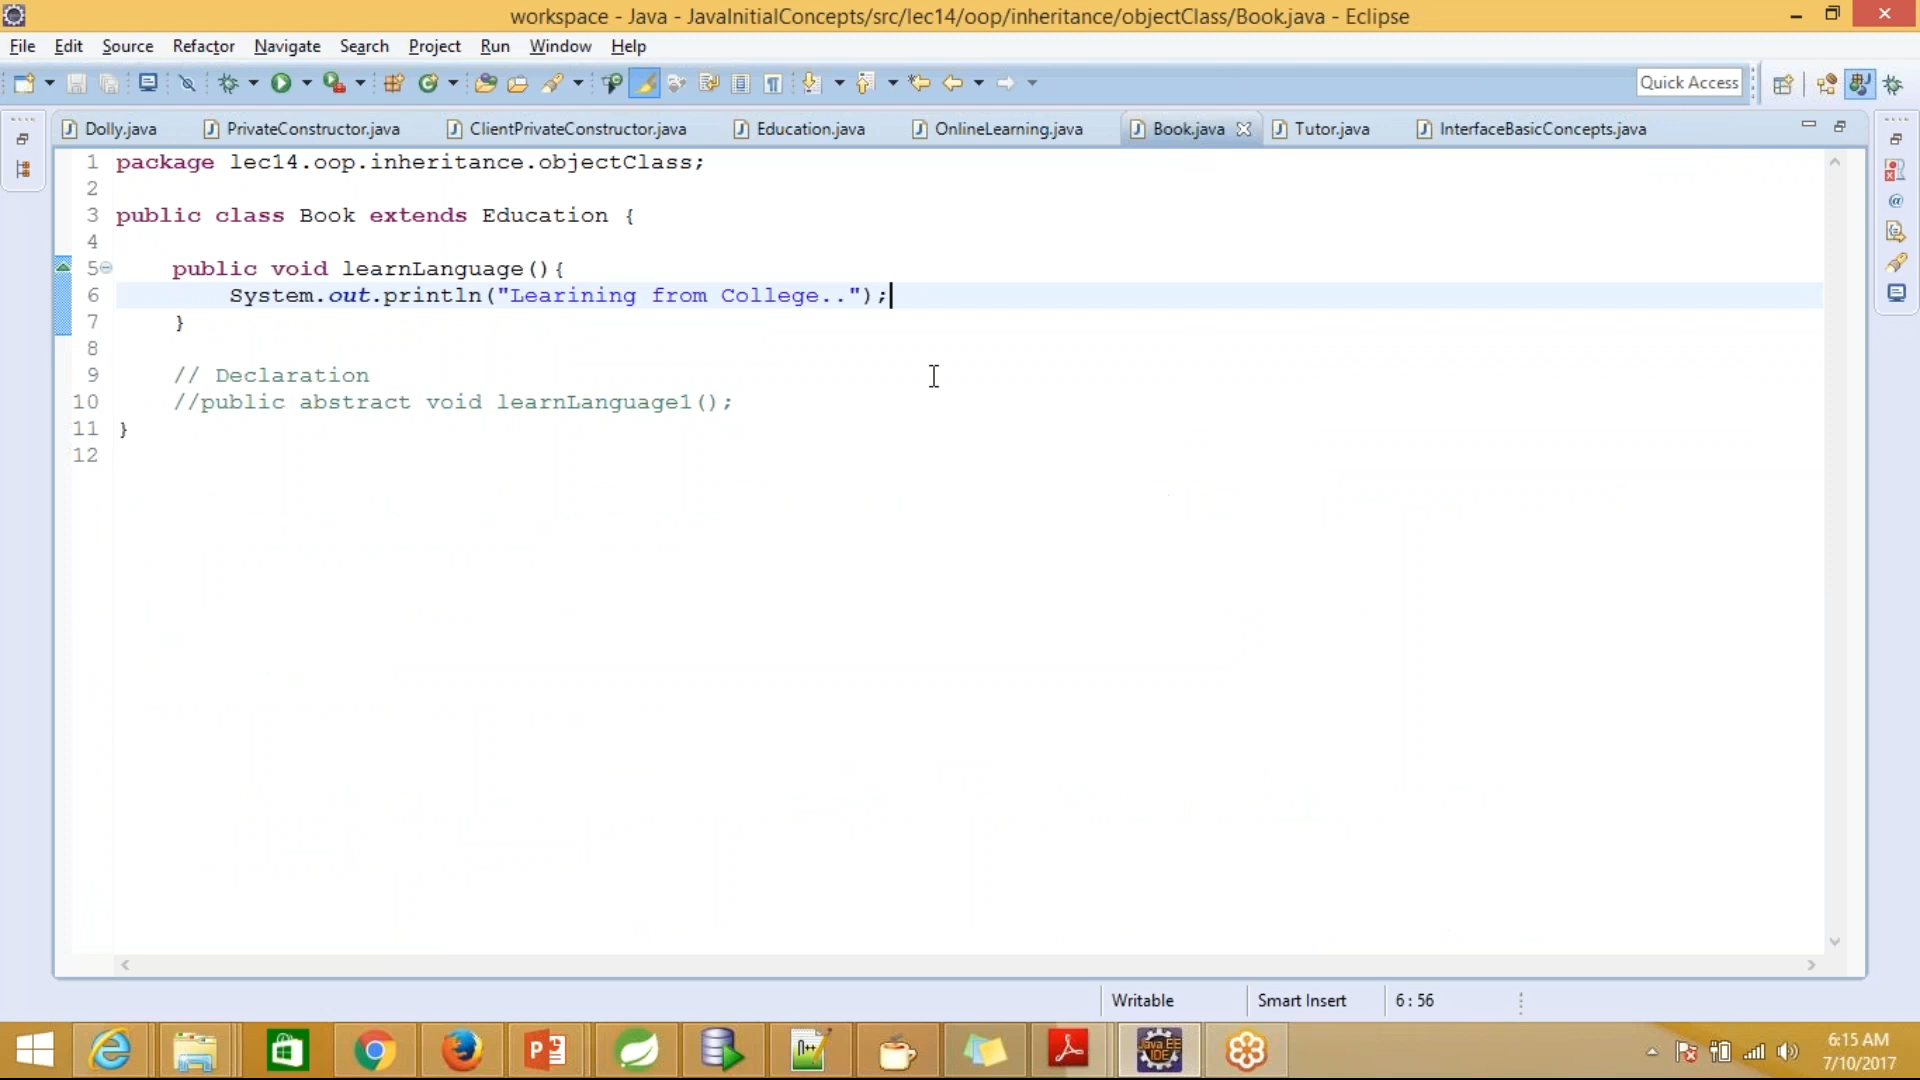 workspace - Java - JavaInitialConcepts/src/lec14/oop/inheritance/objectClass/Book.java - Eclipse
File Edit Source Refactor Navigate Search Project Run Window Help
Quick Access
Dolly.java PrivateConstructor.java ClientPrivateConstructor.java Education.java OnlineLearning.java Book.java Tutor.java InterfaceBasicConcepts.java
1 package lec14.oop.inheritance.objectClass;
2
3 public class Book extends Education {
4
5 public void learnLanguage(){
6 System.out.println("Learining from College..");
7 }
8
9 // Declaration
10 //public abstract void learnLanguage1();
11 }
12
Writable Smart Insert 6 : 56
6:15 AM
7/10/2017